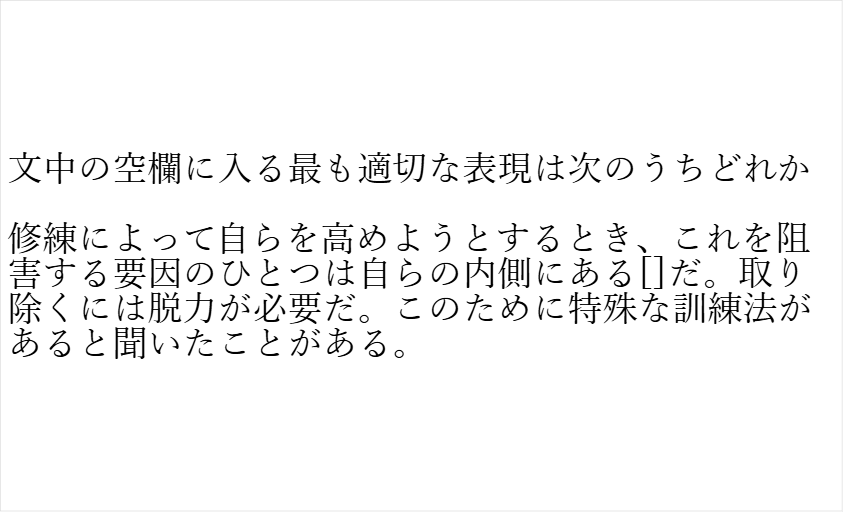 文中の空欄に入る最も適切な表現は次のうちどれか
修練によって自らを高めようとするとき、これを阻
害する要因のひとつは自らの内側にある[]だ。取り
除くには脱力が必要だ。このために特殊な訓練法が
あると聞いたことがある。